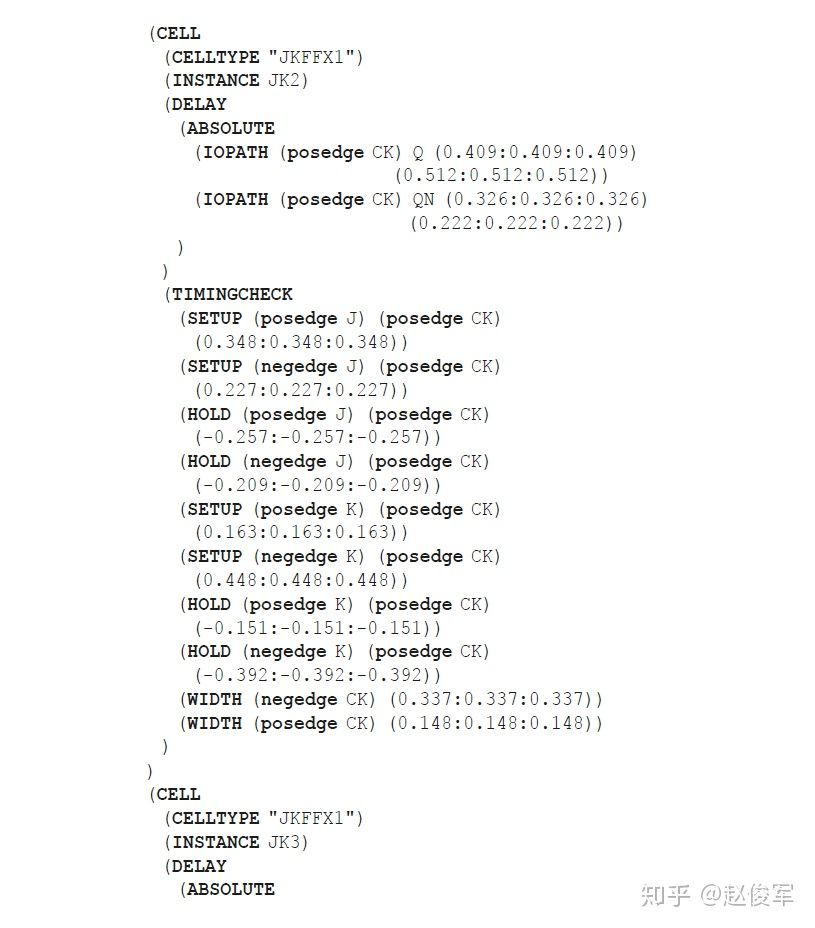 (CELL
(CELLTYPE "JKFFX1")
(INSTANCE JK2)
(DELAY
(ABSOLUTE
(IOPATH (posedge CK) Q (0.409:0.409:0.409)
(0.512:0.512:0.512))
(IOPATH (posedge CK) QN (0.326:0.326:0.326)
(0.222:0.222:0.222))
)
)
(TIMINGCHECK
(SETUP (posedge J) (posedge CK)
(0.348:0.348:0.348))
(SETUP (negedge J) (posedge CK)
(0.227:0.227:0.227))
(HOLD (posedge J) (posedge CK)
(-0.257:-0.257:-0.257))
(HOLD (negedge J) (posedge CK)
(-0.209:-0.209:-0.209))
(SETUP (posedge K) (posedge CK)
(0.163:0.163:0.163))
(SETUP (negedge K) (posedge CK)
(0.448:0.448:0.448))
(HOLD (posedge K) (posedge CK)
(-0.151:-0.151:-0.151))
(HOLD (negedge K) (posedge CK)
(-0.392:-0.392:-0.392))
(WIDTH (negedge CK) (0.337:0.337:0.337))
(WIDTH (posedge CK) (0.148:0.148:0.148))
)
)
(CELL
(CELLTYPE "JKFFX1")
(INSTANCE JK3)
(DELAY
(ABSOLUTE
知乎 @赵俊军